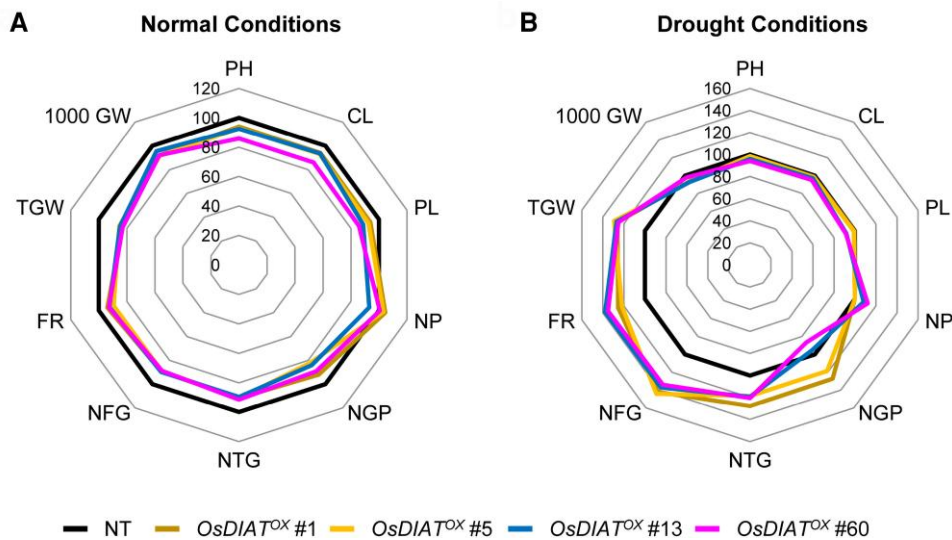 A
Normal Conditions
PH
CL
PL
NP
NGP
NTG
NFG
FR
TGW
1000 GW
120
100
80
60
40
20
0
B
Drought Conditions
PH
CL
PL
NP
NGP
NTG
NFG
FR
TGW
1000 GW
160
140
120
100
80
60
40
20
0
NT OsDIATᴼˣ #1 OsDIATᴼˣ #5 OsDIATᴼˣ #13 OsDIATᴼˣ #60